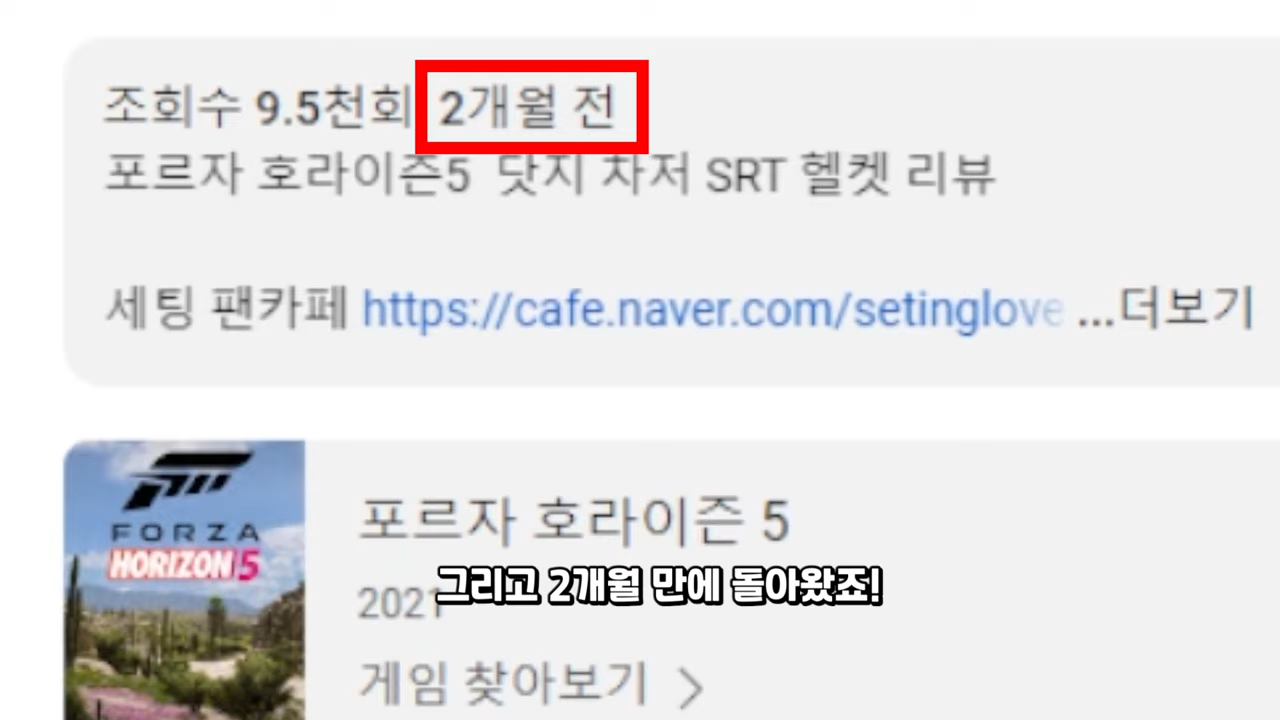 조회수 9.5천회 2개월 전
포르자 호라이즌5 닷지 차저 SRT 헬켓 리뷰
세팅 팬카페 https://cafe.naver.com/setinglove ...더보기
FORZA
HORIZON 5
포르자 호라이즌 5
2021
그리고 2개월 만에 돌아왔죠!
게임 찾아보기